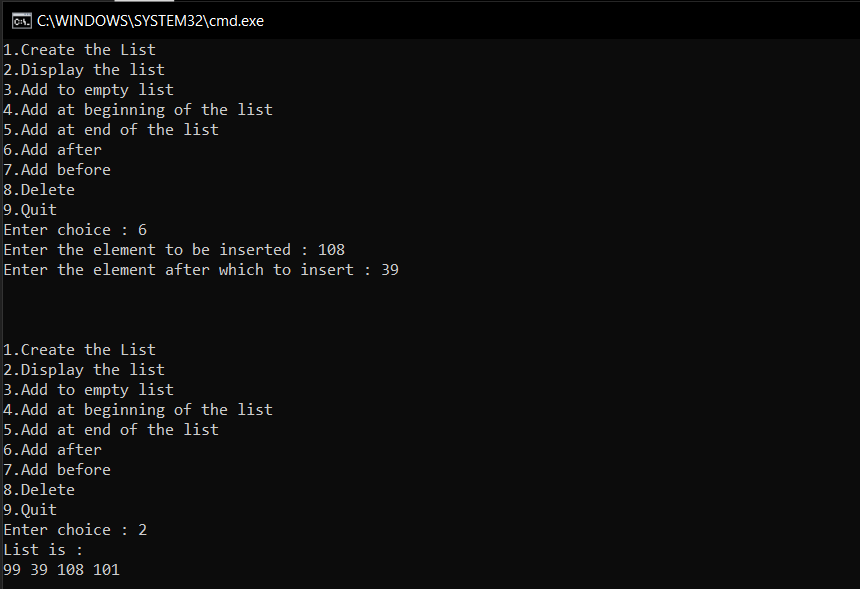 C:\WINDOWS\SYSTEM32\cmd.exe
1.Create the List
2.Display the list
3.Add to empty list
4.Add at beginning of the list
5.Add at end of the list
6.Add after
7.Add before
8.Delete
9.Quit
Enter choice : 6
Enter the element to be inserted : 108
Enter the element after which to insert : 39
1.Create the List
2.Display the list
3.Add to empty list
4.Add at beginning of the list
5.Add at end of the list
6.Add after
7.Add before
8.Delete
9.Quit
Enter choice : 2
List is :
99 39 108 101